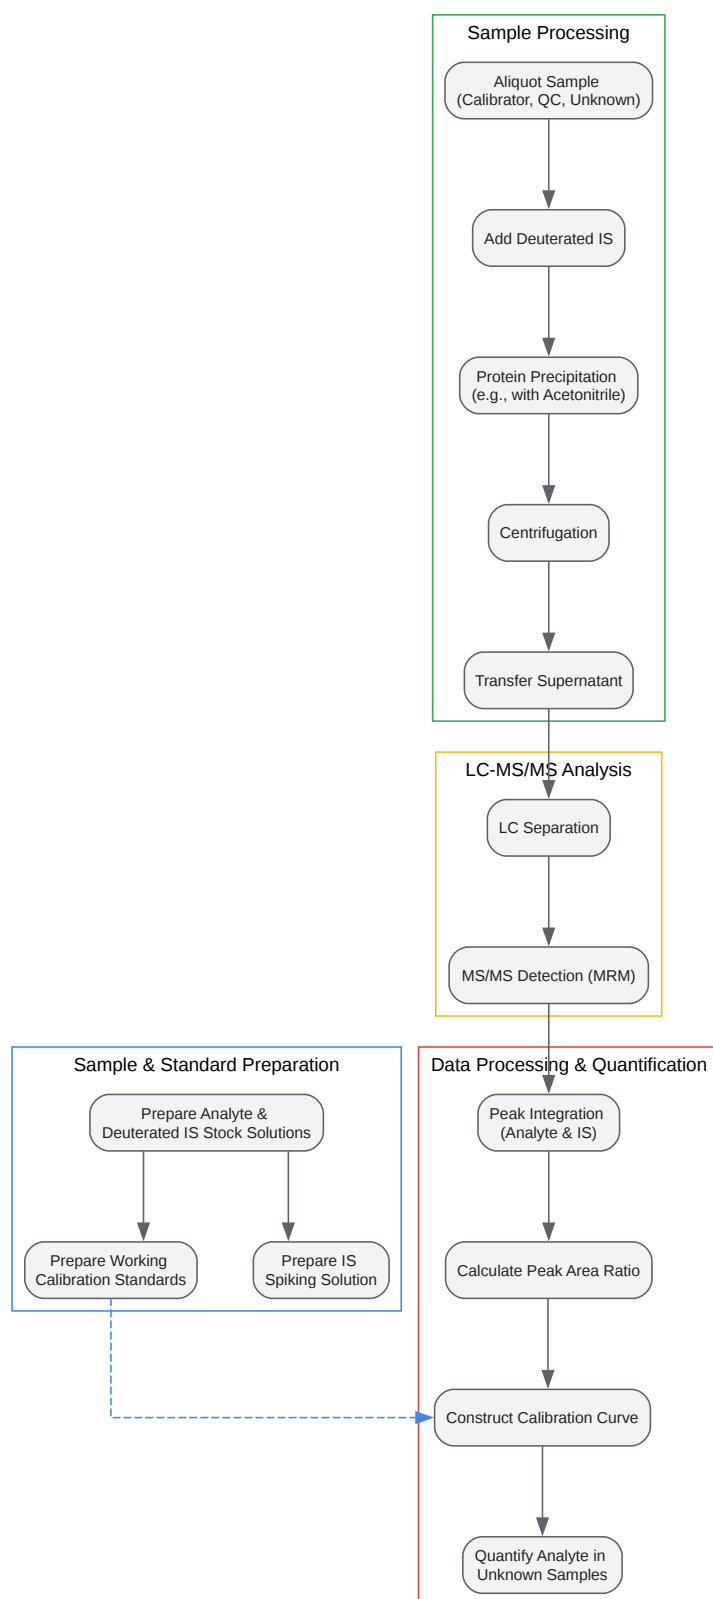 Sample Processing
Aliquot Sample
(Calibrator, QC, Unknown)
Add Deuterated IS
Protein Precipitation
(e.g., with Acetonitrile)
Centrifugation
Transfer Supernatant
LC-MS/MS Analysis
LC Separation
MS/MS Detection (MRM)
Sample & Standard Preparation
Prepare Analyte &
Deuterated IS Stock Solutions
Prepare Working
Calibration Standards
Prepare IS
Spiking Solution
Data Processing & Quantification
Peak Integration
(Analyte & IS)
Calculate Peak Area Ratio
Construct Calibration Curve
Quantify Analyte in
Unknown Samples